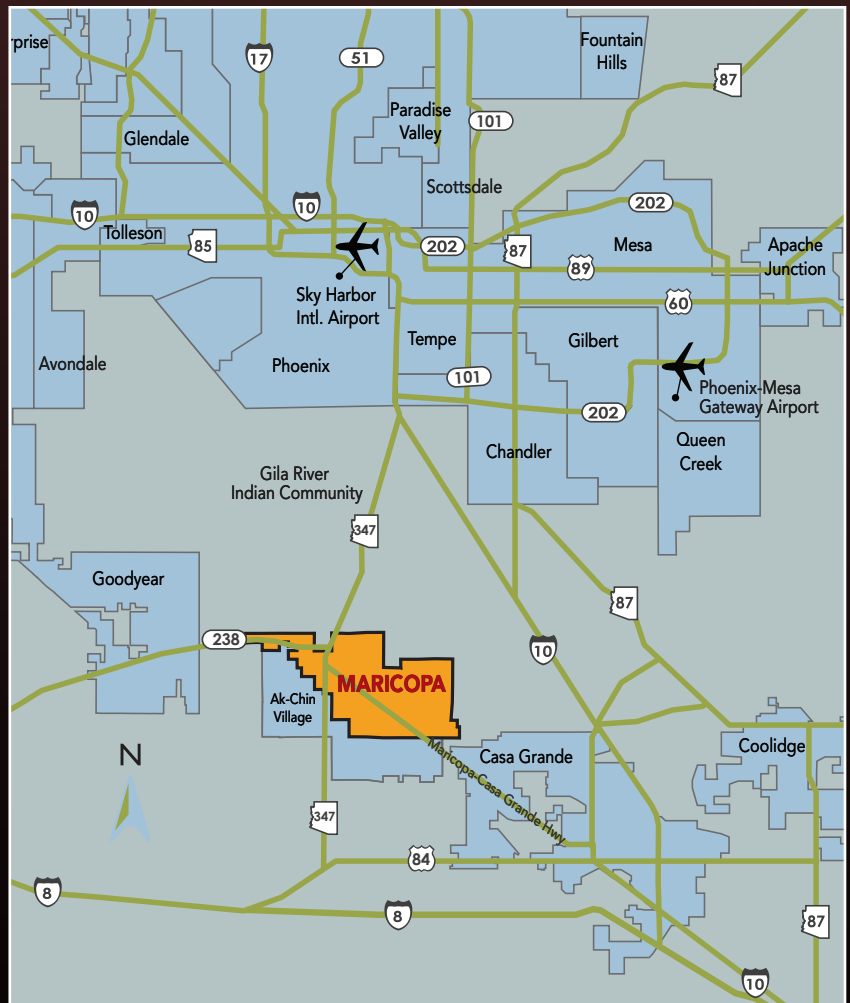 prise
17
51
Fountain
Hills
87
Paradise
Valley
101
Glendale
Scottsdale
10
10
202
Tolleson
85
202
87
Mesa
Apache
Junction
89
Sky Harbor
Intl. Airport
60
Tempe
Gilbert
Avondale
Phoenix
101
Phoenix-Mesa
Gateway Airport
202
Chandler
Queen
Creek
Gila River
Indian Community
347
Goodyear
87
238
10
MARICOPA
Ak-Chin
Village
N
Maricopa-Casa Grande Hwy
Casa Grande
Coolidge
347
84
8
8
87
10